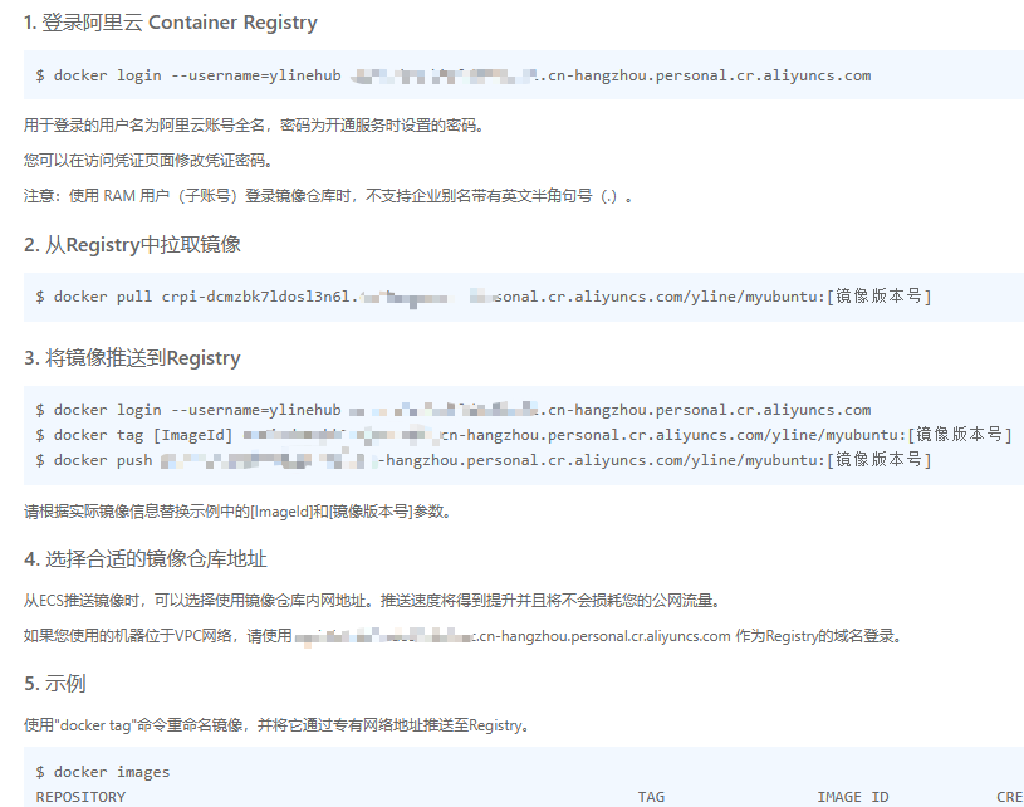 1. 登录阿里云 Container Registry
$ docker login --username=ylinehub .cn-hangzhou.personal.cr.aliyuncs.com
用于登录的用户名为阿里云账号全名，密码为开通服务时设置的密码。
您可以在访问凭证页面修改凭证密码。
注意：使用 RAM 用户（子账号）登录镜像仓库时，不支持企业别名带有英文半角句号（.）。
2. 从Registry中拉取镜像
$ docker pull crpi-dcmzbk7ldosl3n6l. sonal.cr.aliyuncs.com/yline/myubuntu:[镜像版本号]
3. 将镜像推送到Registry
$ docker login --username=ylinehub .cn-hangzhou.personal.cr.aliyuncs.com
$ docker tag [ImageId] cn-hangzhou.personal.cr.aliyuncs.com/yline/myubuntu:[镜像版本号]
$ docker push -hangzhou.personal.cr.aliyuncs.com/yline/myubuntu:[镜像版本号]
请根据实际镜像信息替换示例中的[ImageId]和[镜像版本号]参数。
4. 选择合适的镜像仓库地址
从ECS推送镜像时，可以选择使用镜像仓库内网地址。推送速度将得到提升并且将不会损耗您的公网流量。
如果您使用的机器位于VPC网络，请使用 .cn-hangzhou.personal.cr.aliyuncs.com 作为Registry的域名登录。
5. 示例
使用"docker tag"命令重命名镜像，并将它通过专有网络地址推送至Registry。
$ docker images
REPOSITORY TAG IMAGE ID CRE